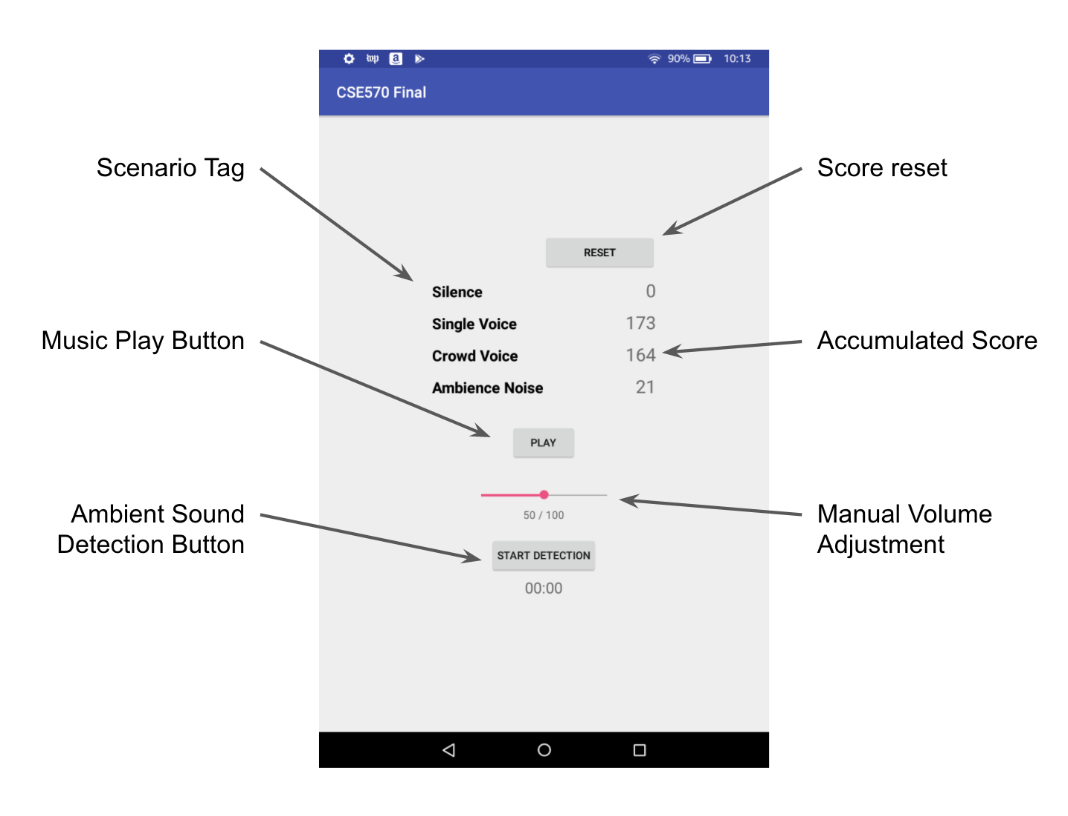 90% 10:13
CSE570 Final
Scenario Tag
Score reset
RESET
Silence 0
Single Voice 173
Music Play Button
Accumulated Score
Crowd Voice 164
Ambience Noise 21
PLAY
50 / 100
Ambient Sound
Detection Button
Manual Volume
Adjustment
START DETECTION
00:00